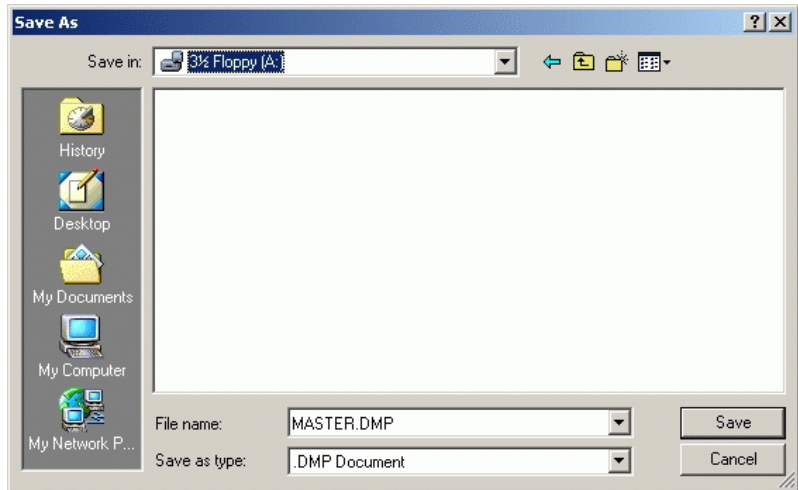 Save As
Save in: 3½ Floppy (A:)
History
Desktop
My Documents
My Computer
My Network P...
File name: MASTER.DMP Save
Save as type: .DMP Document Cancel